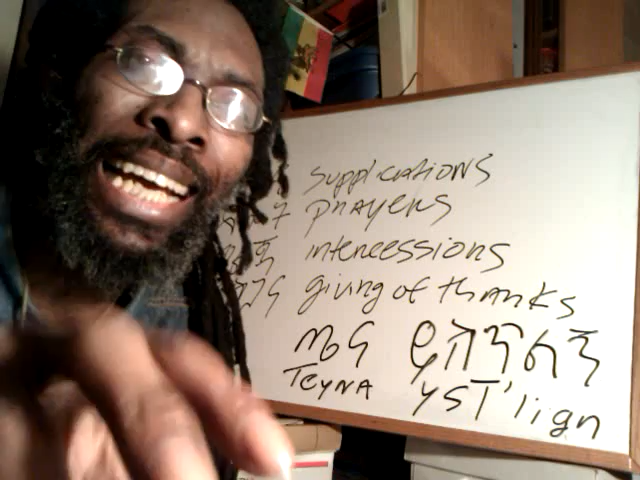 supplications
prayers
intercessions
giving of thanks
ጤና ይስጥልኝ
TEYNA YST'lign